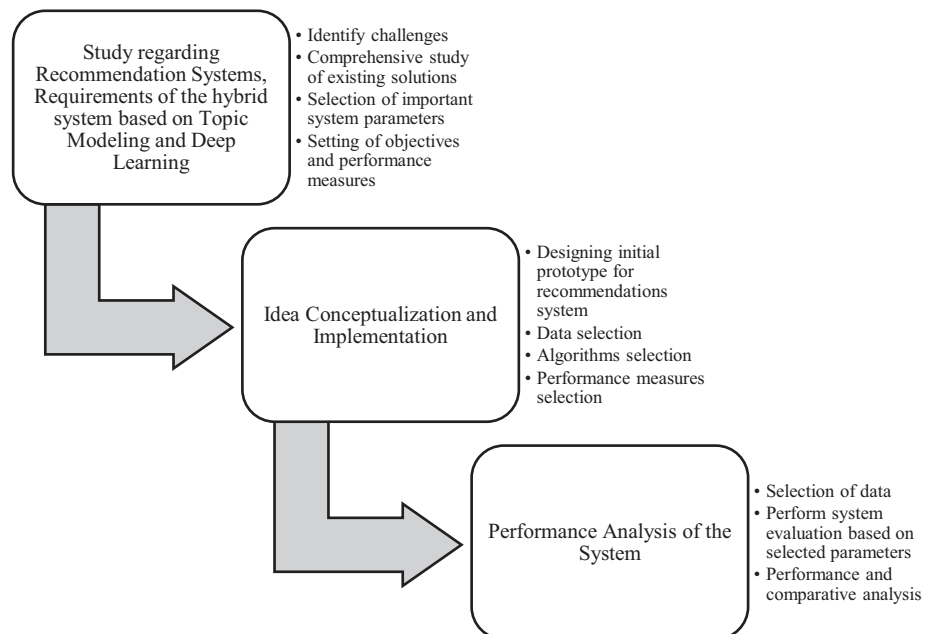 Study regarding
Recommendation Systems,
Requirements of the hybrid
system based on Topic
Modeling and Deep
Learning
• Identify challenges
• Comprehensive study
of existing solutions
• Selection of important
system parameters
• Setting of objectives
and performance
measures
Idea Conceptualization and
Implementation
• Designing initial
prototype for
recommendations
system
• Data selection
• Algorithms selection
• Performance measures
selection
Performance Analysis of the
System
• Selection of data
• Perform system
evaluation based on
selected parameters
• Performance and
comparative analysis